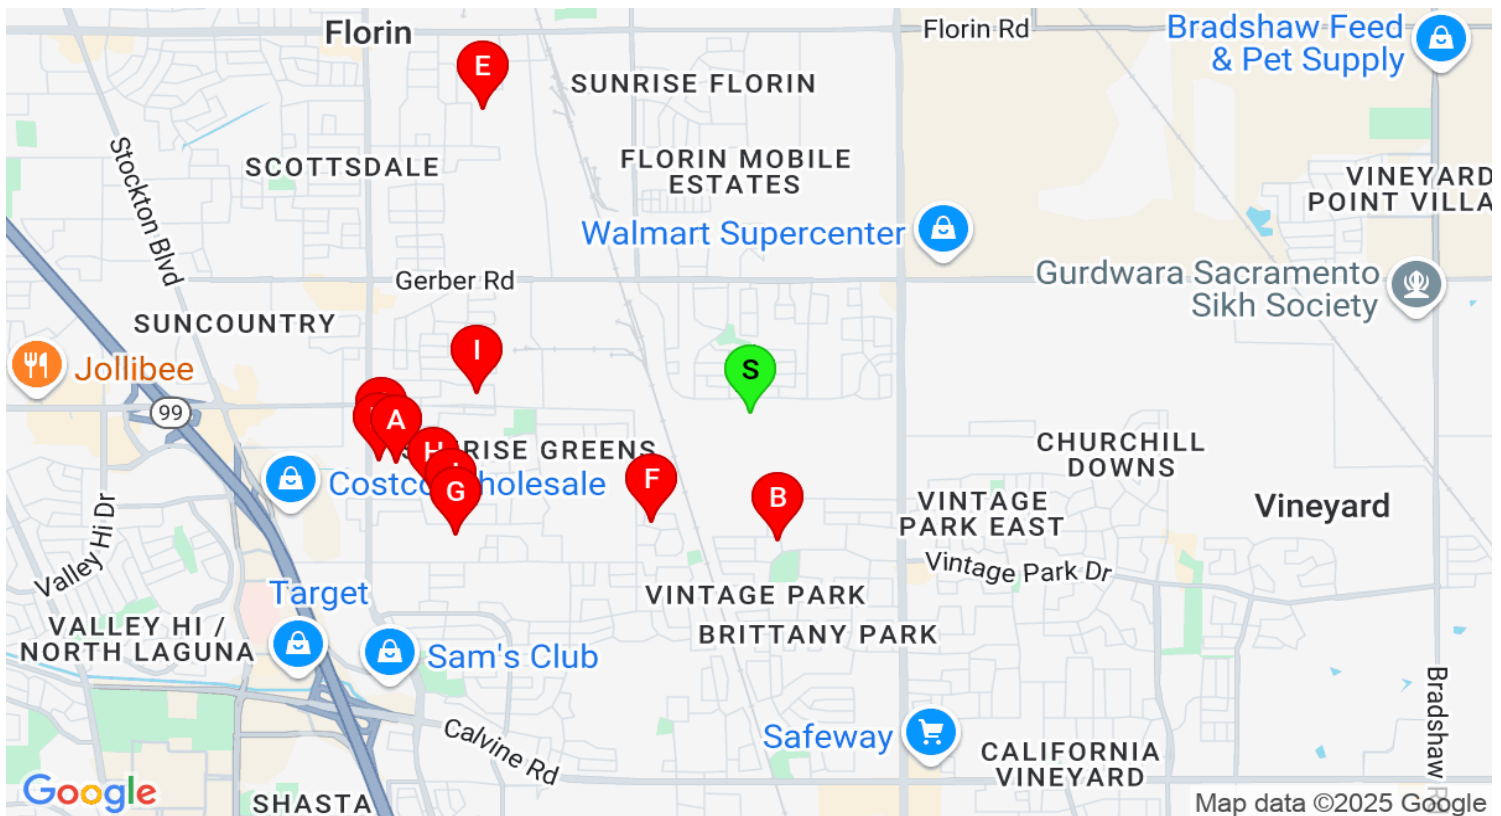 Florin
Florin Rd
Bradshaw Feed
& Pet Supply
E
SUNRISE FLORIN
SCOTTSDALE
FLORIN MOBILE
ESTATES
Stockton Blvd
VINEYARD
POINT VILLA
Walmart Supercenter
Gerber Rd
Gurdwara Sacramento
Sikh Society
SUNCOUNTRY
I
Jollibee
S
99
A
H
RISE GREENS
CHURCHILL
DOWNS
Costco
holesale
G
F
B
VINTAGE
PARK EAST
Vineyard
Valley Hi Dr
Vintage Park Dr
Target
VINTAGE PARK
VALLEY HI /
NORTH LAGUNA
BRITTANY PARK
Sam's Club
Bradshaw
Calvine Rd
Safeway
CALIFORNIA
VINEYARD
Google
SHASTA
Map data ©2025 Google